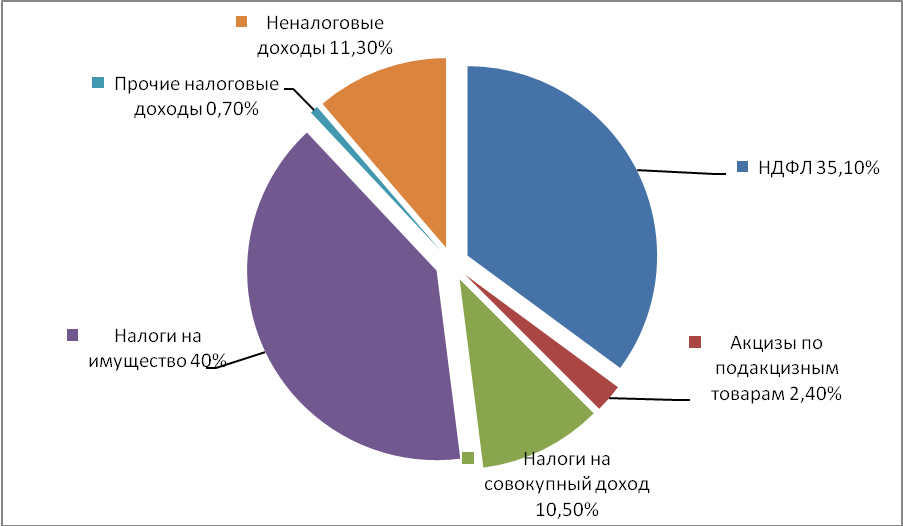 Неналоговые
доходы 11,30%
Прочие налоговые
доходы 0,70%
НДФЛ 35,10%
Налоги на
имущество 40%
Акцизы по
подакцизным
товарам 2,40%
Налоги на
совокупный доход
10,50%